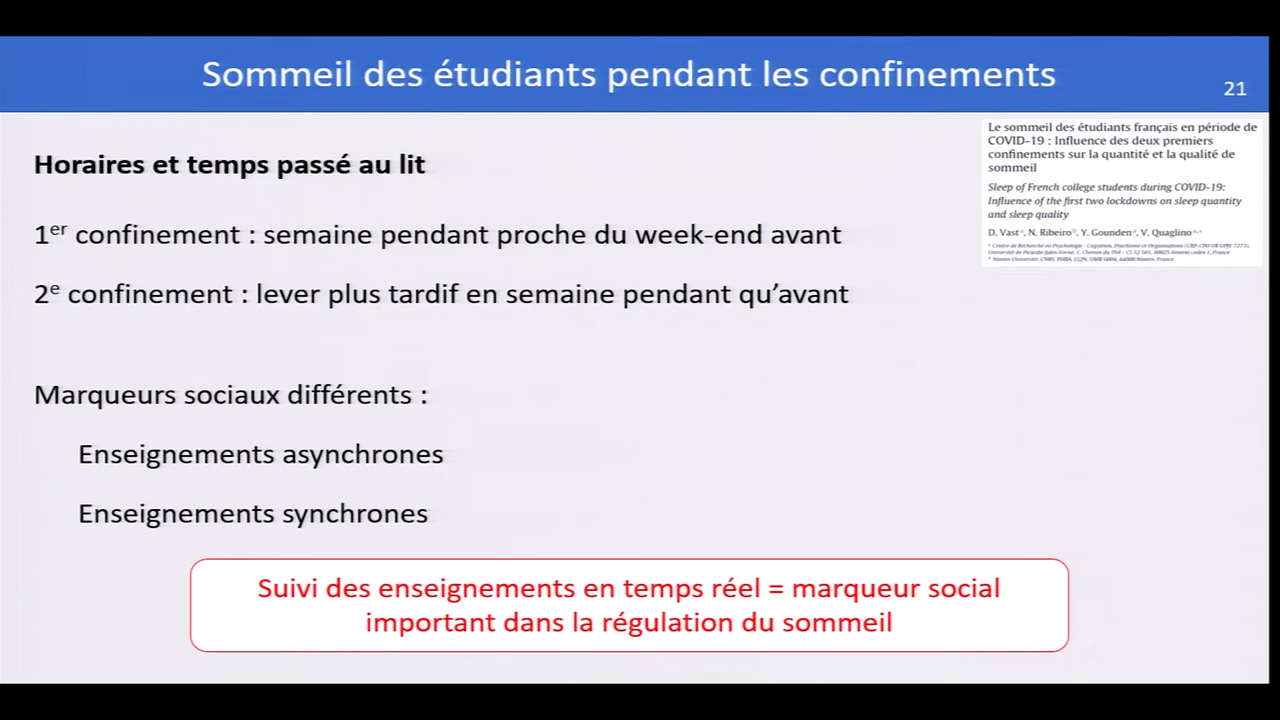 Sommeil des étudiants pendant les confinements
21
Le sommeil des étudiants français en période de
COVID-19 : Influence des deux premiers
confinements sur la quantité et la qualité de
sommeil
Sleep of French college students during COVID-19:
Influence of the first two lockdowns on sleep quantity
and sleep quality
D. Vast a, N. Ribeiro b, Y. Gounden a, V. Quaglino a,*
Horaires et temps passé au lit
1er confinement : semaine pendant proche du week-end avant
2e confinement : lever plus tardif en semaine pendant qu’avant
Marqueurs sociaux différents :
Enseignements asynchrones
Enseignements synchrones
Suivi des enseignements en temps réel = marqueur social
important dans la régulation du sommeil